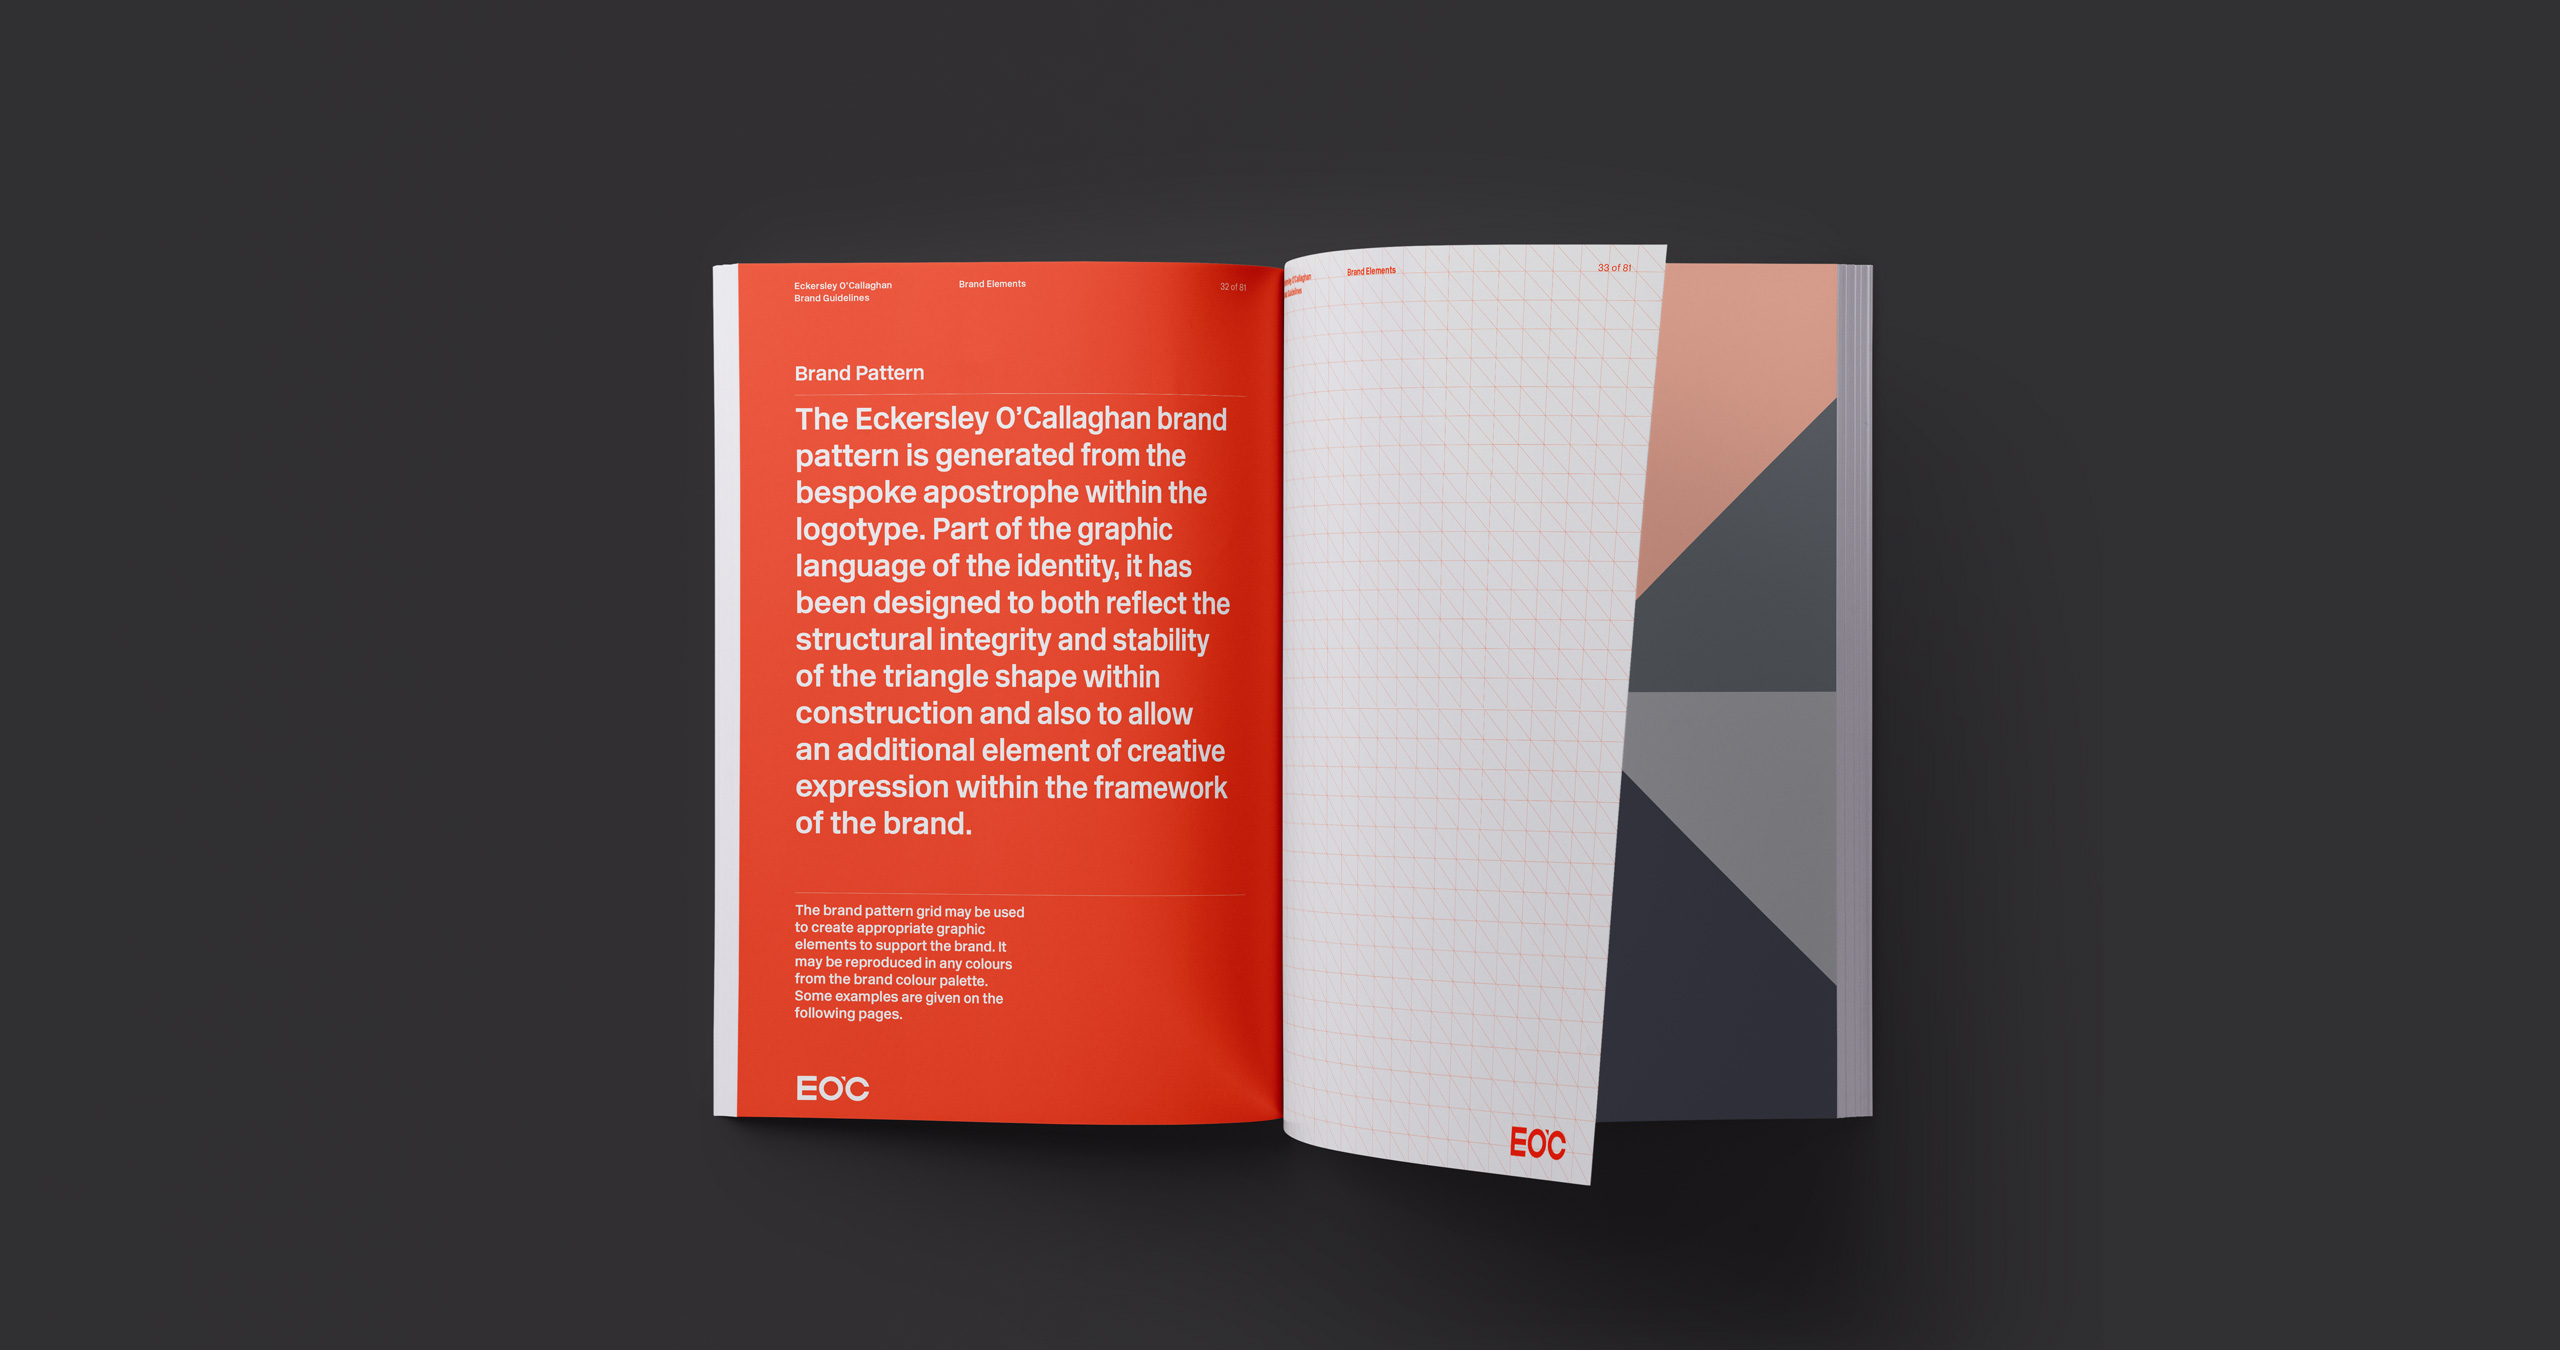 Eckersley O’Callaghan
Brand Guidelines
Brand Elements
32 of 81
Brand Pattern
The Eckersley O’Callaghan brand
pattern is generated from the
bespoke apostrophe within the
logotype. Part of the graphic
language of the identity, it has
been designed to both reflect the
structural integrity and stability
of the triangle shape within
construction and also to allow
an additional element of creative
expression within the framework
of the brand.
The brand pattern grid may be used
to create appropriate graphic
elements to support the brand. It
may be reproduced in any colours
from the brand colour palette.
Some examples are given on the
following pages.
EO’C
O’Callaghan
Guidelines
Brand Elements
33 of 81
EO’C